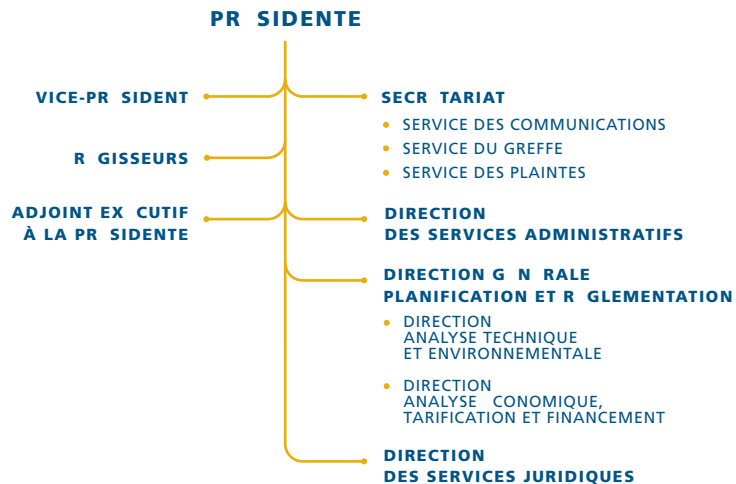 PR SIDENTE
VICE-PR SIDENT
R GISSEURS
ADJOINT EX CUTIF
À LA PR SIDENTE
SECR TARIAT
• SERVICE DES COMMUNICATIONS
• SERVICE DU GREFFE
• SERVICE DES PLAINTES
DIRECTION
DES SERVICES ADMINISTRATIFS
DIRECTION G N RALE
PLANIFICATION ET R GLEMENTATION
• DIRECTION
ANALYSE TECHNIQUE
ET ENVIRONNEMENTALE
• DIRECTION
ANALYSE CONOMIQUE,
TARIFICATION ET FINANCEMENT
DIRECTION
DES SERVICES JURIDIQUES